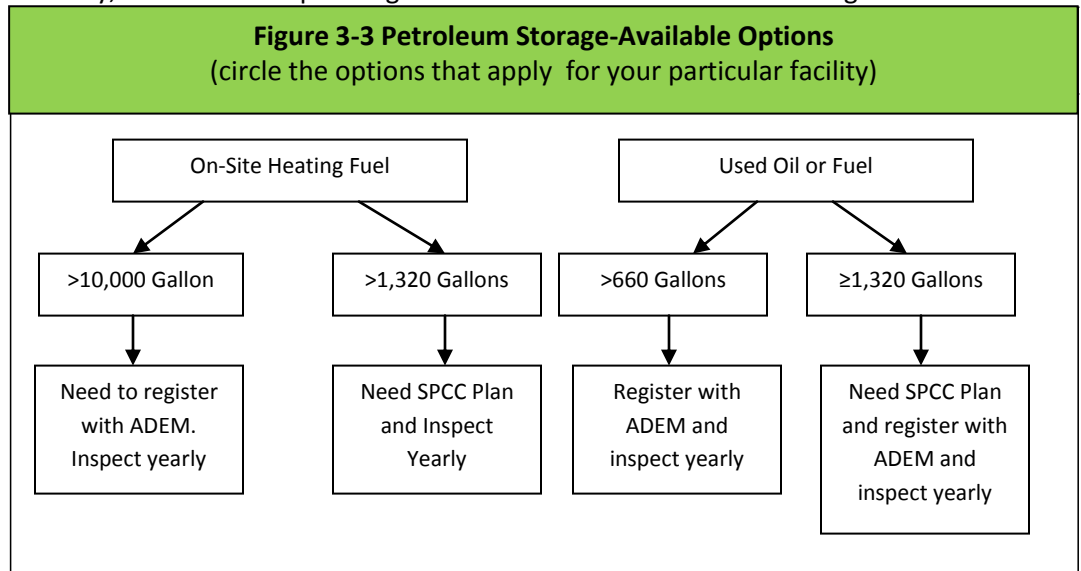 Figure 3-3 Petroleum Storage-Available Options
(circle the options that apply  for your particular facility)
On-Site Heating Fuel
Used Oil or Fuel
>10,000 Gallon
>1,320 Gallons
>660 Gallons
≥1,320 Gallons
Need to register
with ADEM.
Inspect yearly
Need SPCC Plan
and Inspect
Yearly
Register with
ADEM and
inspect yearly
Need SPCC Plan
and register with
ADEM and
inspect yearly